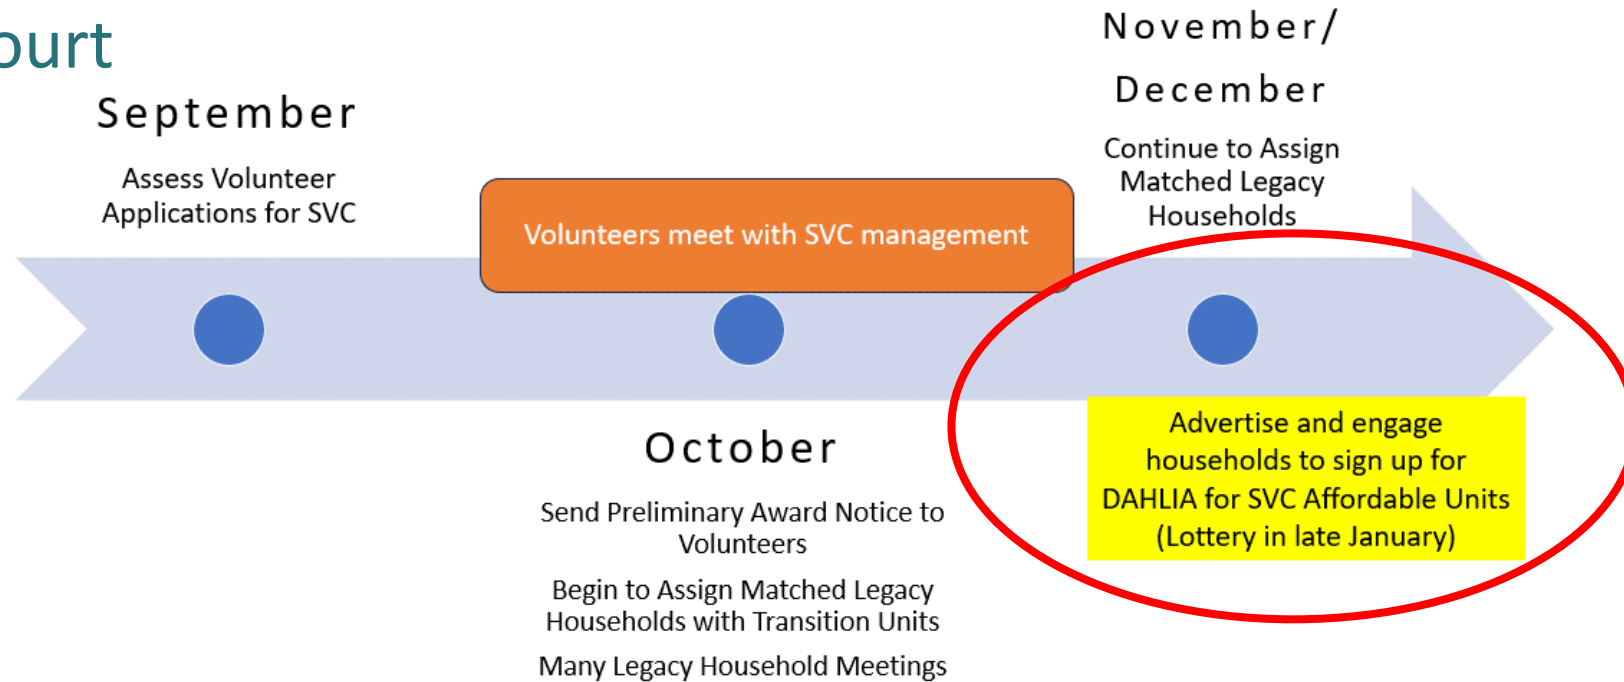 September
Assess Volunteer
Applications for SVC
Volunteers meet with SVC management
October
Send Preliminary Award Notice to
Volunteers
Begin to Assign Matched Legacy
Households with Transition Units
Many Legacy Household Meetings
November/
December
Continue to Assign
Matched Legacy
Households
Advertise and engage
households to sign up for
DAHLIA for SVC Affordable Units
(Lottery in late January)